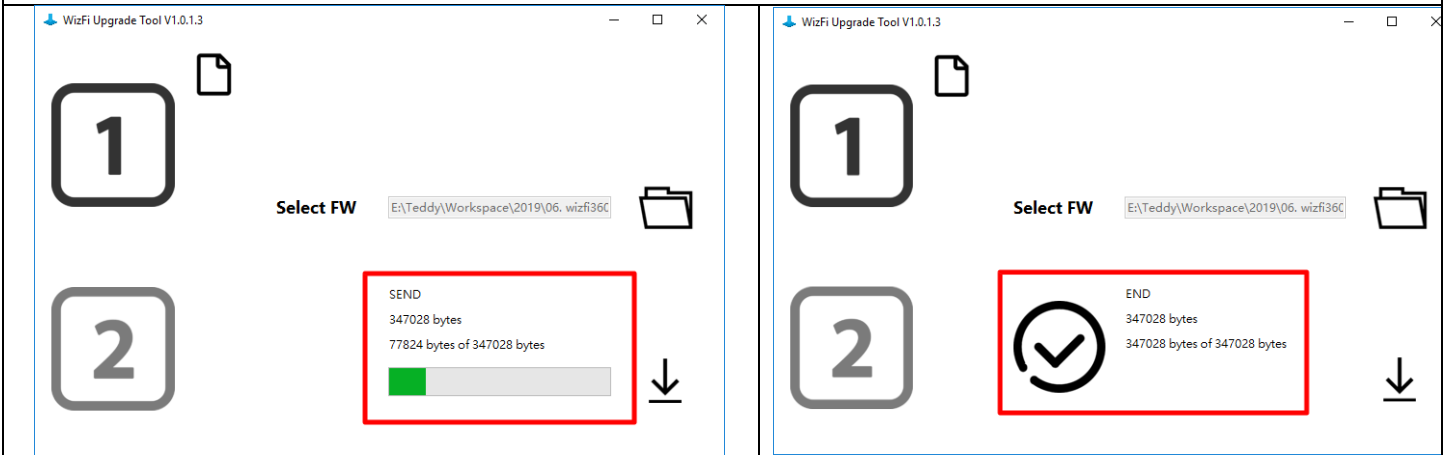 WizFi Upgrade Tool V1.0.1.3
1
Select FW
E:\Teddy\Workspace\2019\06. wizfi360
2
SEND
347028 bytes
77824 bytes of 347028 bytes
WizFi Upgrade Tool V1.0.1.3
1
Select FW
E:\Teddy\Workspace\2019\06. wizfi360
2
END
347028 bytes
347028 bytes of 347028 bytes